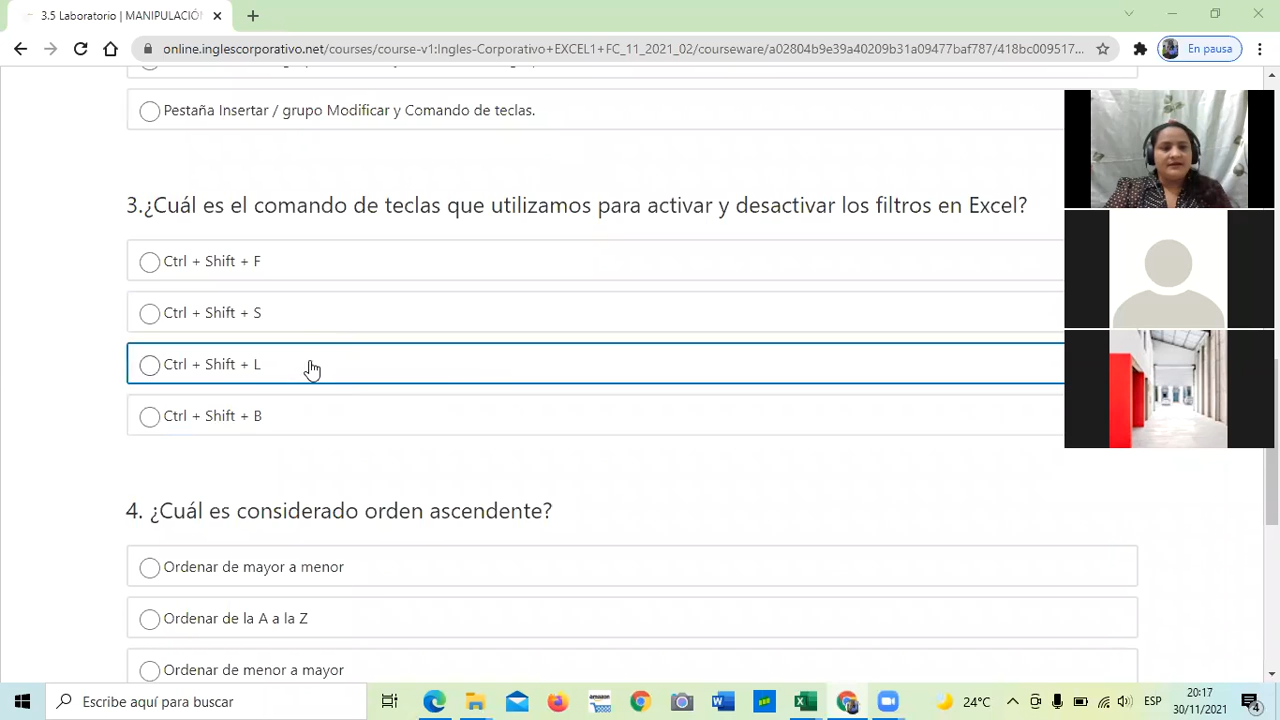 3.5 Laboratorio | MANIPULACIÓN
online.inglescorporativo.net/courses/course-v1:Ingles-Corporativo+EXCEL1+FC_11_2021_02/courseware/a02804b9e39a40209b31a09477baf787/418bc009517...
En pausa
Pestaña Insertar / grupo Modificar y Comando de teclas.
3.¿Cuál es el comando de teclas que utilizamos para activar y desactivar los filtros en Excel?
Ctrl + Shift + F
Ctrl + Shift + S
Ctrl + Shift + L
Ctrl + Shift + B
4. ¿Cuál es considerado orden ascendente?
Ordenar de mayor a menor
Ordenar de la A a la Z
Ordenar de menor a mayor
Escribe aquí para buscar
24°C
ESP
20:17
30/11/2021
4